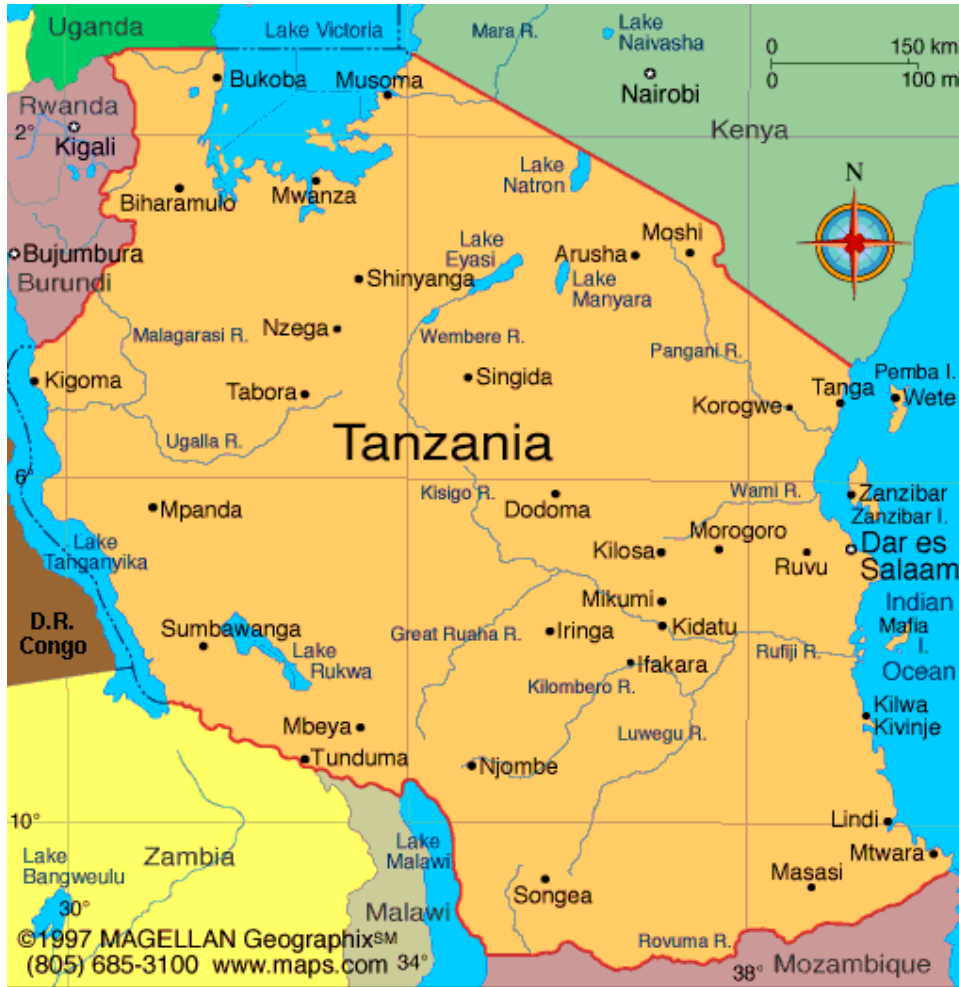 Uganda
Lake Victoria
Mara R.
Lake
Naivasha
0 150 km
0 100 m
Bukoba
Musoma
Nairobi
Rwanda
Kenya
2°
Kigali
Lake
Natron
N
Biharamulo
Mwanza
Moshi
Bujumbura
Lake
Eyasi
Arusha
Burundi
Shinyanga
Lake
Manyara
Malagarasi R.
Nzega
Wembere R.
Pangani R.
Kigoma
Tabora
Singida
Korogwe
Tanga
Pemba I.
Wete
Ugalla R.
Tanzania
6°
Kisigo R.
Wami R.
Mpanda
Dodoma
Zanzibar
Zanzibar I.
Morogoro
Lake
Tanganyika
Kilosa
Ruvu
Dar es
Salaam
Mikumi
Indian
Ocean
D.R.
Congo
Sumbawanga
Great Ruaha R.
Iringa
Kidatu
Mafia
I.
Lake
Rukwa
Ifakara
Rufiji R.
Kilombero R.
Mbeya
Luwegu R.
Kilwa
Kivinje
Tunduma
Njombe
10°
Lindi
Lake
Bangweulu
Zambia
Lake
Malawi
Mtwara
Masasi
Songea
30°
Malawi
©1997 MAGELLAN Geographix℠
(805) 685-3100 www.maps.com
34°
Rovuma R.
38°
Mozambique